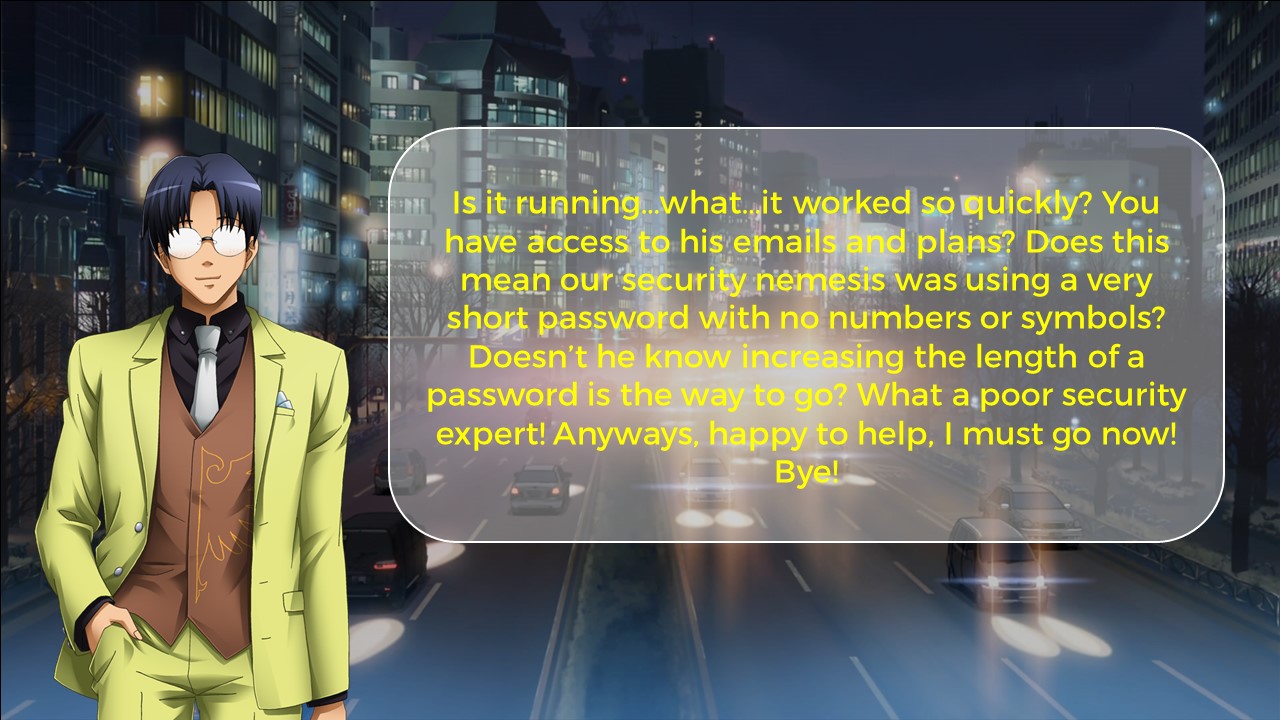 Is it running...what...it worked so quickly? You
have access to his emails and plans? Does this
mean our security nemesis was using a very
short password with no numbers or symbols?
Doesn’t he know increasing the length of a
password is the way to go? What a poor security
expert! Anyways, happy to help, I must go now!
Bye!